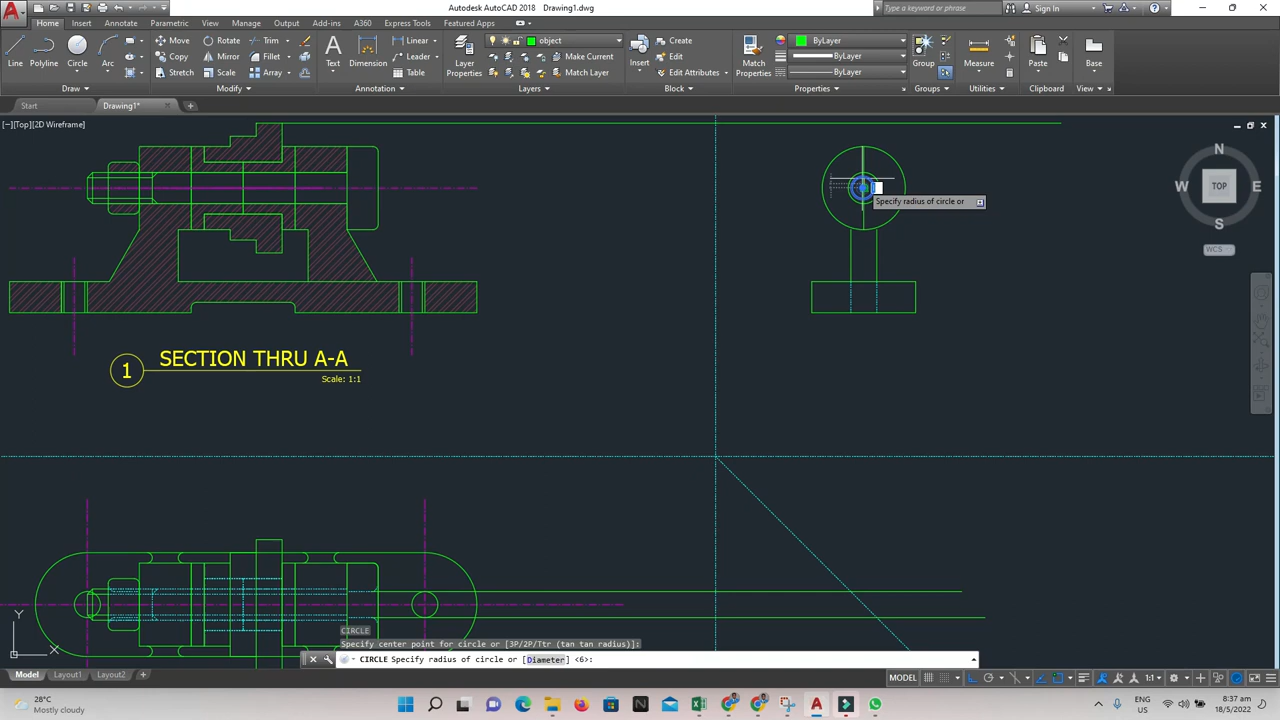 Autodesk AutoCAD 2018 Drawing1.dwg
Type a keyword or phrase
Sign In
Home Insert Annotate Parametric View Manage Output Add-ins A360 Express Tools Featured Apps
Line Polyline Circle Arc
Move Rotate Trim
Copy Mirror Fillet
Stretch Scale Array
Text Dimension
Linear
Leader
Table
Layer Properties
object
Make Current
Match Layer
Insert
Create
Edit
Edit Attributes
Match Properties
ByLayer
ByLayer
ByLayer
Group
Measure
Paste
Base
Draw Modify Annotation Layers Block Properties Groups Utilities Clipboard View
Start Drawing1*
[−][Top][2D Wireframe]
N
W TOP E
S
WCS
Specify radius of circle or
1 SECTION THRU A-A
Scale: 1:1
Y
X
CIRCLE
Specify center point for circle or [3P/2P/Ttr (tan tan radius)]:
CIRCLE Specify radius of circle or [Diameter] <6>:
Model Layout1 Layout2
MODEL 1:1
28°C
Mostly cloudy
ENG
US
8:37 am
18/5/2022